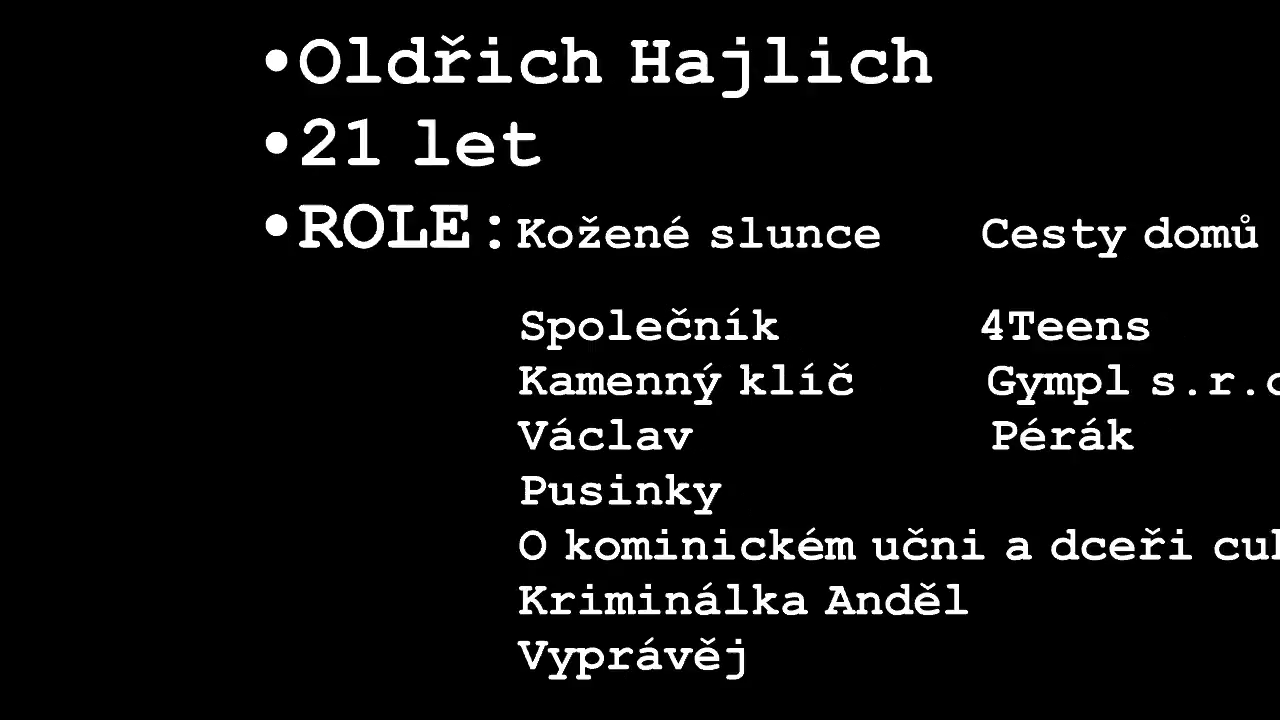 •Oldřich Hajlich
•21 let
•ROLE:Kožené slunce Cesty domů
Společník 4Teens
Kamenný klíč Gympl s.r.
Václav Pérák
Pusinky
O kominickém učni a dceři
Kriminálka Anděl
Vyprávěj